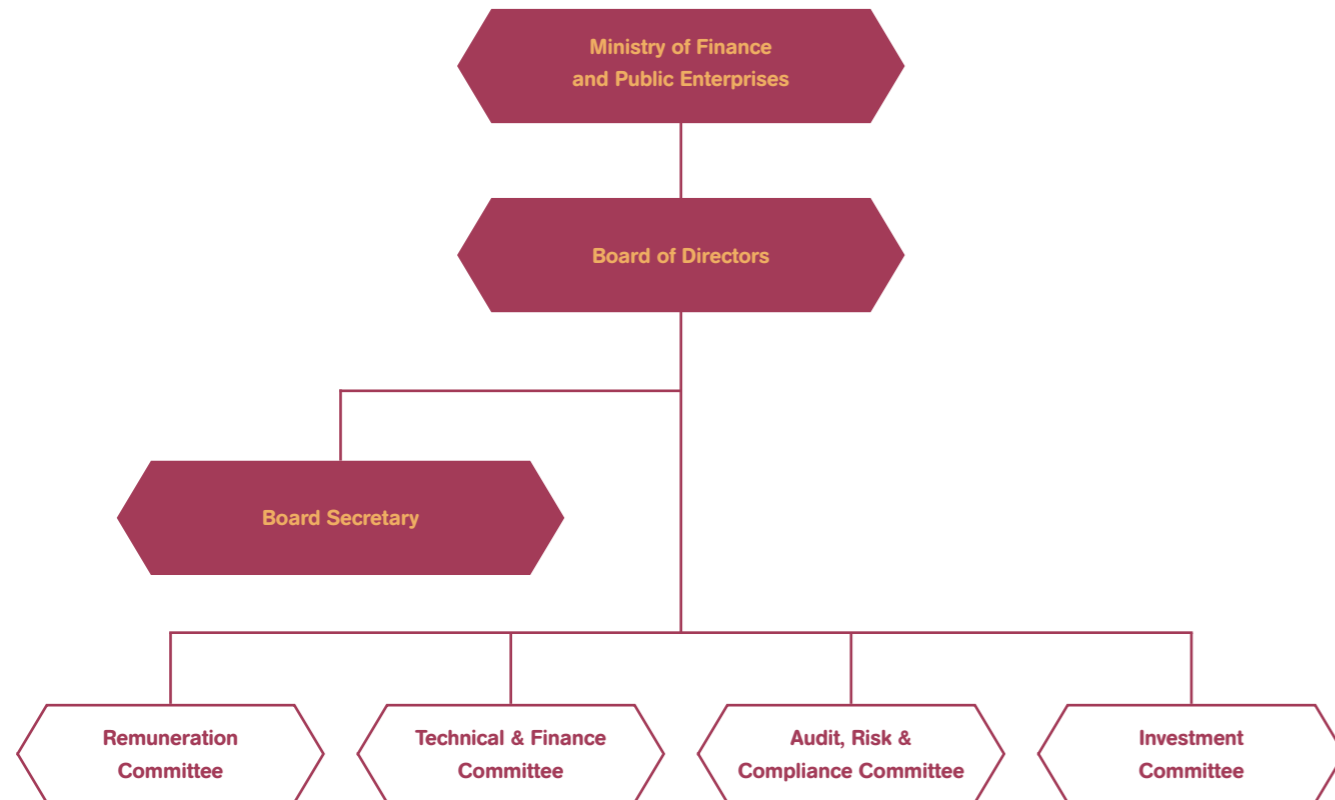 Ministry of Finance
and Public Enterprises
Board of Directors
Board Secretary
Remuneration
Committee
Technical & Finance
Committee
Audit, Risk &
Compliance Committee
Investment
Committee